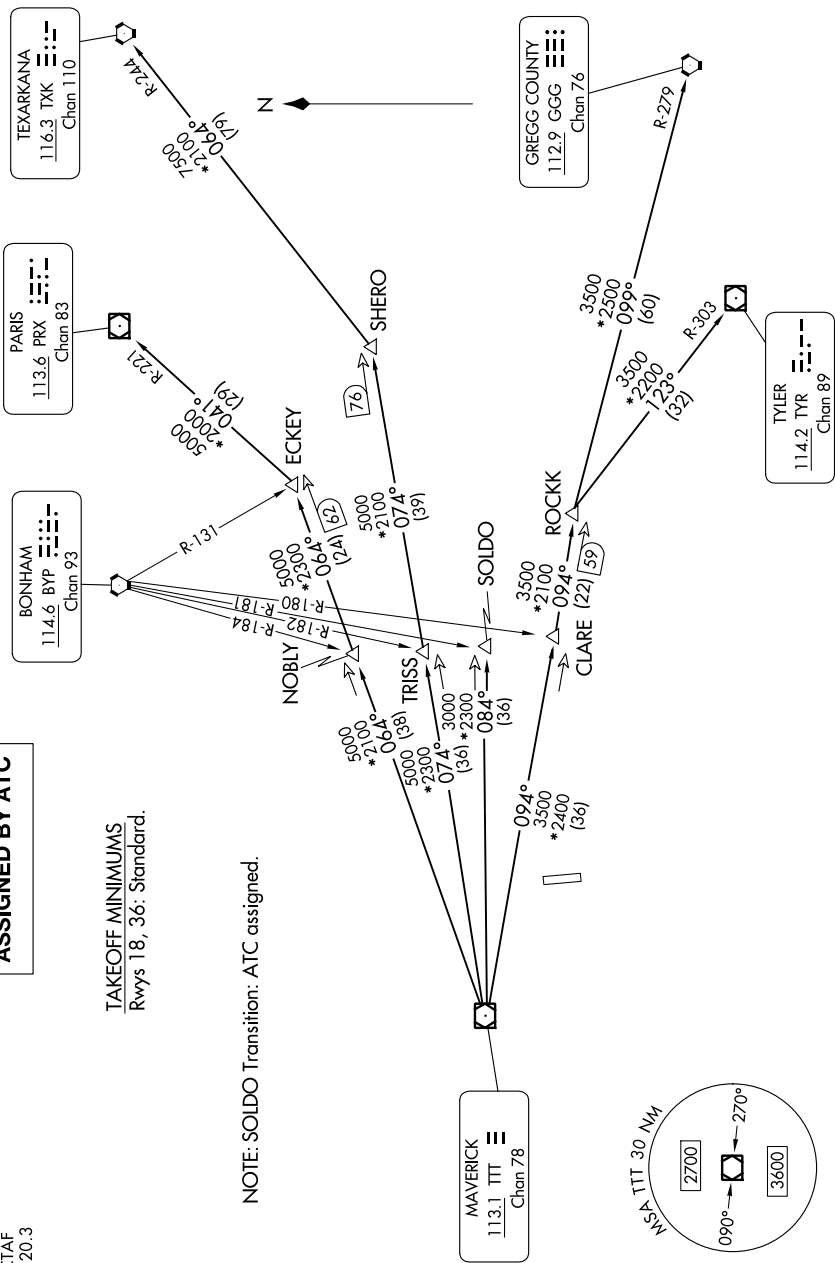 ASSIGNED BY ATC
CTAF
20.3
TAKEOFF MINIMUMS
Rwys 18, 36: Standard.
NOTE: SOLDO Transition: ATC assigned.
TEXARKANA
116.3 TXK
Chan 110
PARIS
113.6 PRX
Chan 83
BONHAM
114.6 BYP
Chan 93
GREGG COUNTY
112.9 GGG
Chan 76
TYLER
114.2 TYR
Chan 89
MAVERICK
113.1 TTT
Chan 78
N
R-244
7500
*2100
064°
(79)
R-221
5000
*2000
041°
(29)
R-131
R-180
R-181
R-182
R-184
ECKEY
62
5000
*2300
064°
(24)
NOBLY
5000
*2100
064°
(38)
SHERO
76
5000
*2100
074°
(39)
TRISS
5000
*2300
074°
(36)
SOLDO
3000
*2300
084°
(36)
CLARE
094°
3500
*2400
(36)
ROCKK
3500
*2100
094°
(22)
59
3500
*2500
099°
(60)
R-279
3500
*2200
123°
(32)
R-303
MSA TTT 30 NM
2700
090°
270°
3600